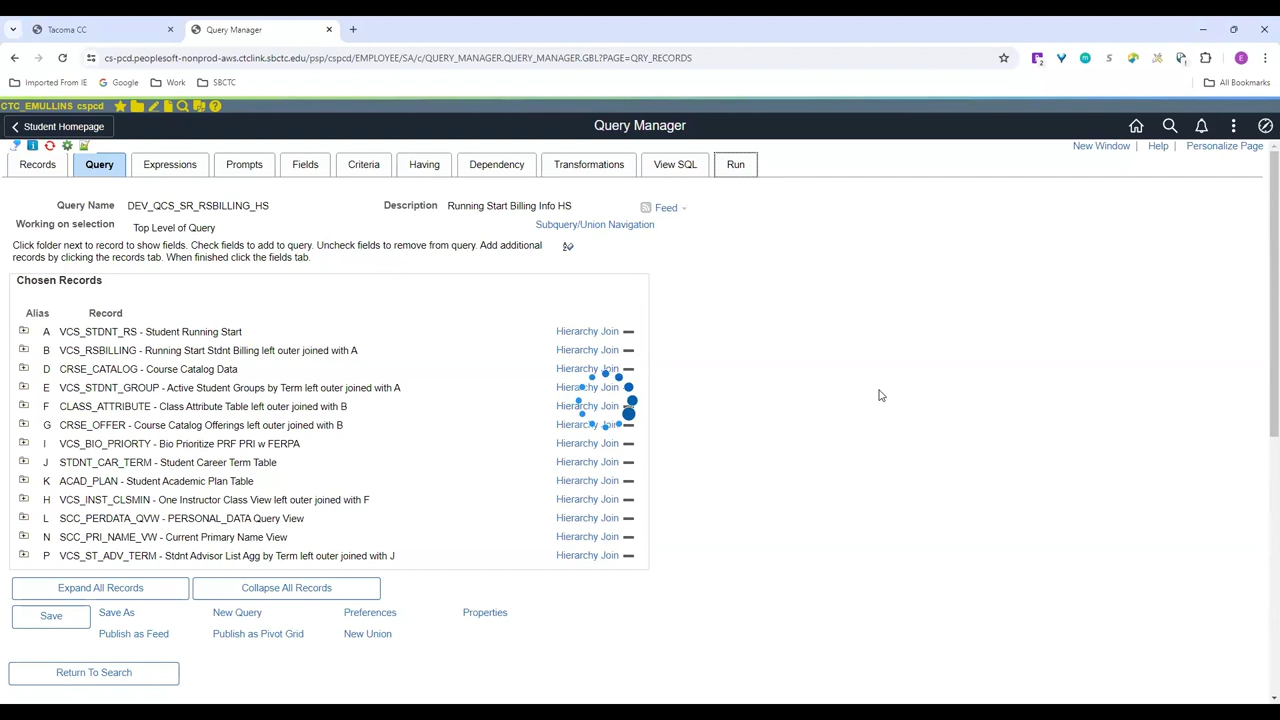 Tacoma CC
Query Manager
cs-pcd.peoplesoft-nonprod-aws.ctclink.sbctc.edu/psp/cspcd/EMPLOYEE/SA/c/QUERY_MANAGER.QUERY_MANAGER.GBL?PAGE=QRY_RECORDS
Imported From IE Google Work SBCTC All Bookmarks
CTC_EMULLINS cspcd
Student Homepage Query Manager
New Window | Help | Personalize Page
Records Query Expressions Prompts Fields Criteria Having Dependency Transformations View SQL Run
Query Name DEV_QCS_SR_RSBILLING_HS Description Running Start Billing Info HS Feed
Working on selection Top Level of Query Subquery/Union Navigation
Click folder next to record to show fields. Check fields to add to query. Uncheck fields to remove from query. Add additional
records by clicking the records tab. When finished click the fields tab.
Chosen Records
Alias Record
A VCS_STDNT_RS - Student Running Start Hierarchy Join
B VCS_RSBILLING - Running Start Stdnt Billing left outer joined with A Hierarchy Join
D CRSE_CATALOG - Course Catalog Data Hierarchy Join
E VCS_STDNT_GROUP - Active Student Groups by Term left outer joined with A Hierarchy Join
F CLASS_ATTRIBUTE - Class Attribute Table left outer joined with B Hierarchy Join
G CRSE_OFFER - Course Catalog Offerings left outer joined with B Hierarchy Join
I VCS_BIO_PRIORTY - Bio Prioritize PRF PRI w FERPA Hierarchy Join
J STDNT_CAR_TERM - Student Career Term Table Hierarchy Join
K ACAD_PLAN - Student Academic Plan Table Hierarchy Join
H VCS_INST_CLSMIN - One Instructor Class View left outer joined with F Hierarchy Join
L SCC_PERDATA_QVW - PERSONAL_DATA Query View Hierarchy Join
N SCC_PRI_NAME_VW - Current Primary Name View Hierarchy Join
P VCS_ST_ADV_TERM - Stdnt Advisor List Agg by Term left outer joined with J Hierarchy Join
Expand All Records Collapse All Records
Save Save As New Query Preferences Properties
Publish as Feed Publish as Pivot Grid New Union
Return To Search